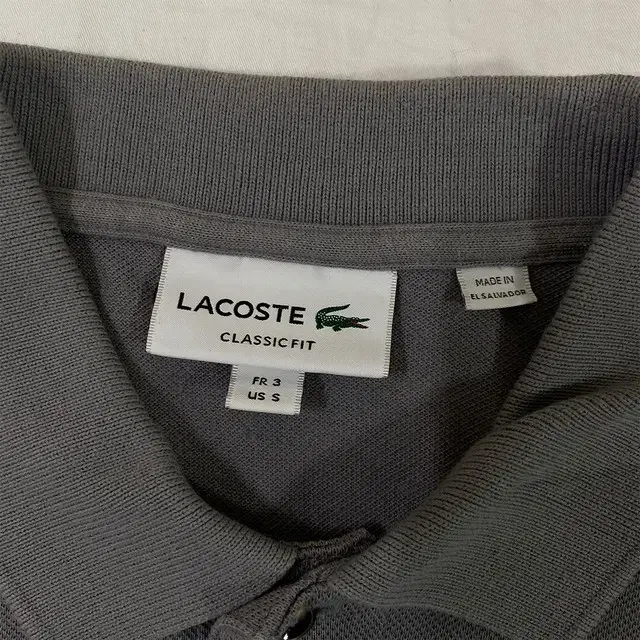 LACOSTE
CLASSIC FIT
FR 3
US S
MADE IN
EL SALVADOR